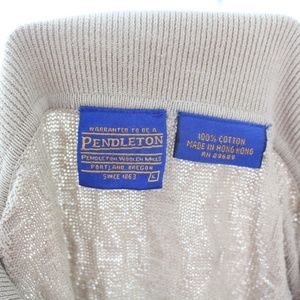 WARRANTED TO BE A
PENDLETON
PENDLETON WOOLEN MILLS
PORTLAND, OREGON
SINCE 1863
L
100% COTTON
MADE IN HONG KONG
RN 29685